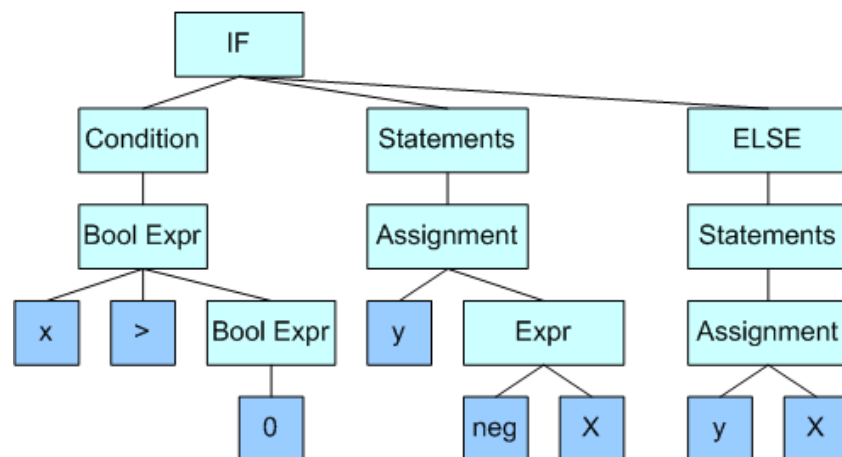 IF
Condition
Statements
ELSE
Bool Expr
Assignment
Statements
x
>
Bool Expr
y
Expr
Assignment
0
neg
X
y
X